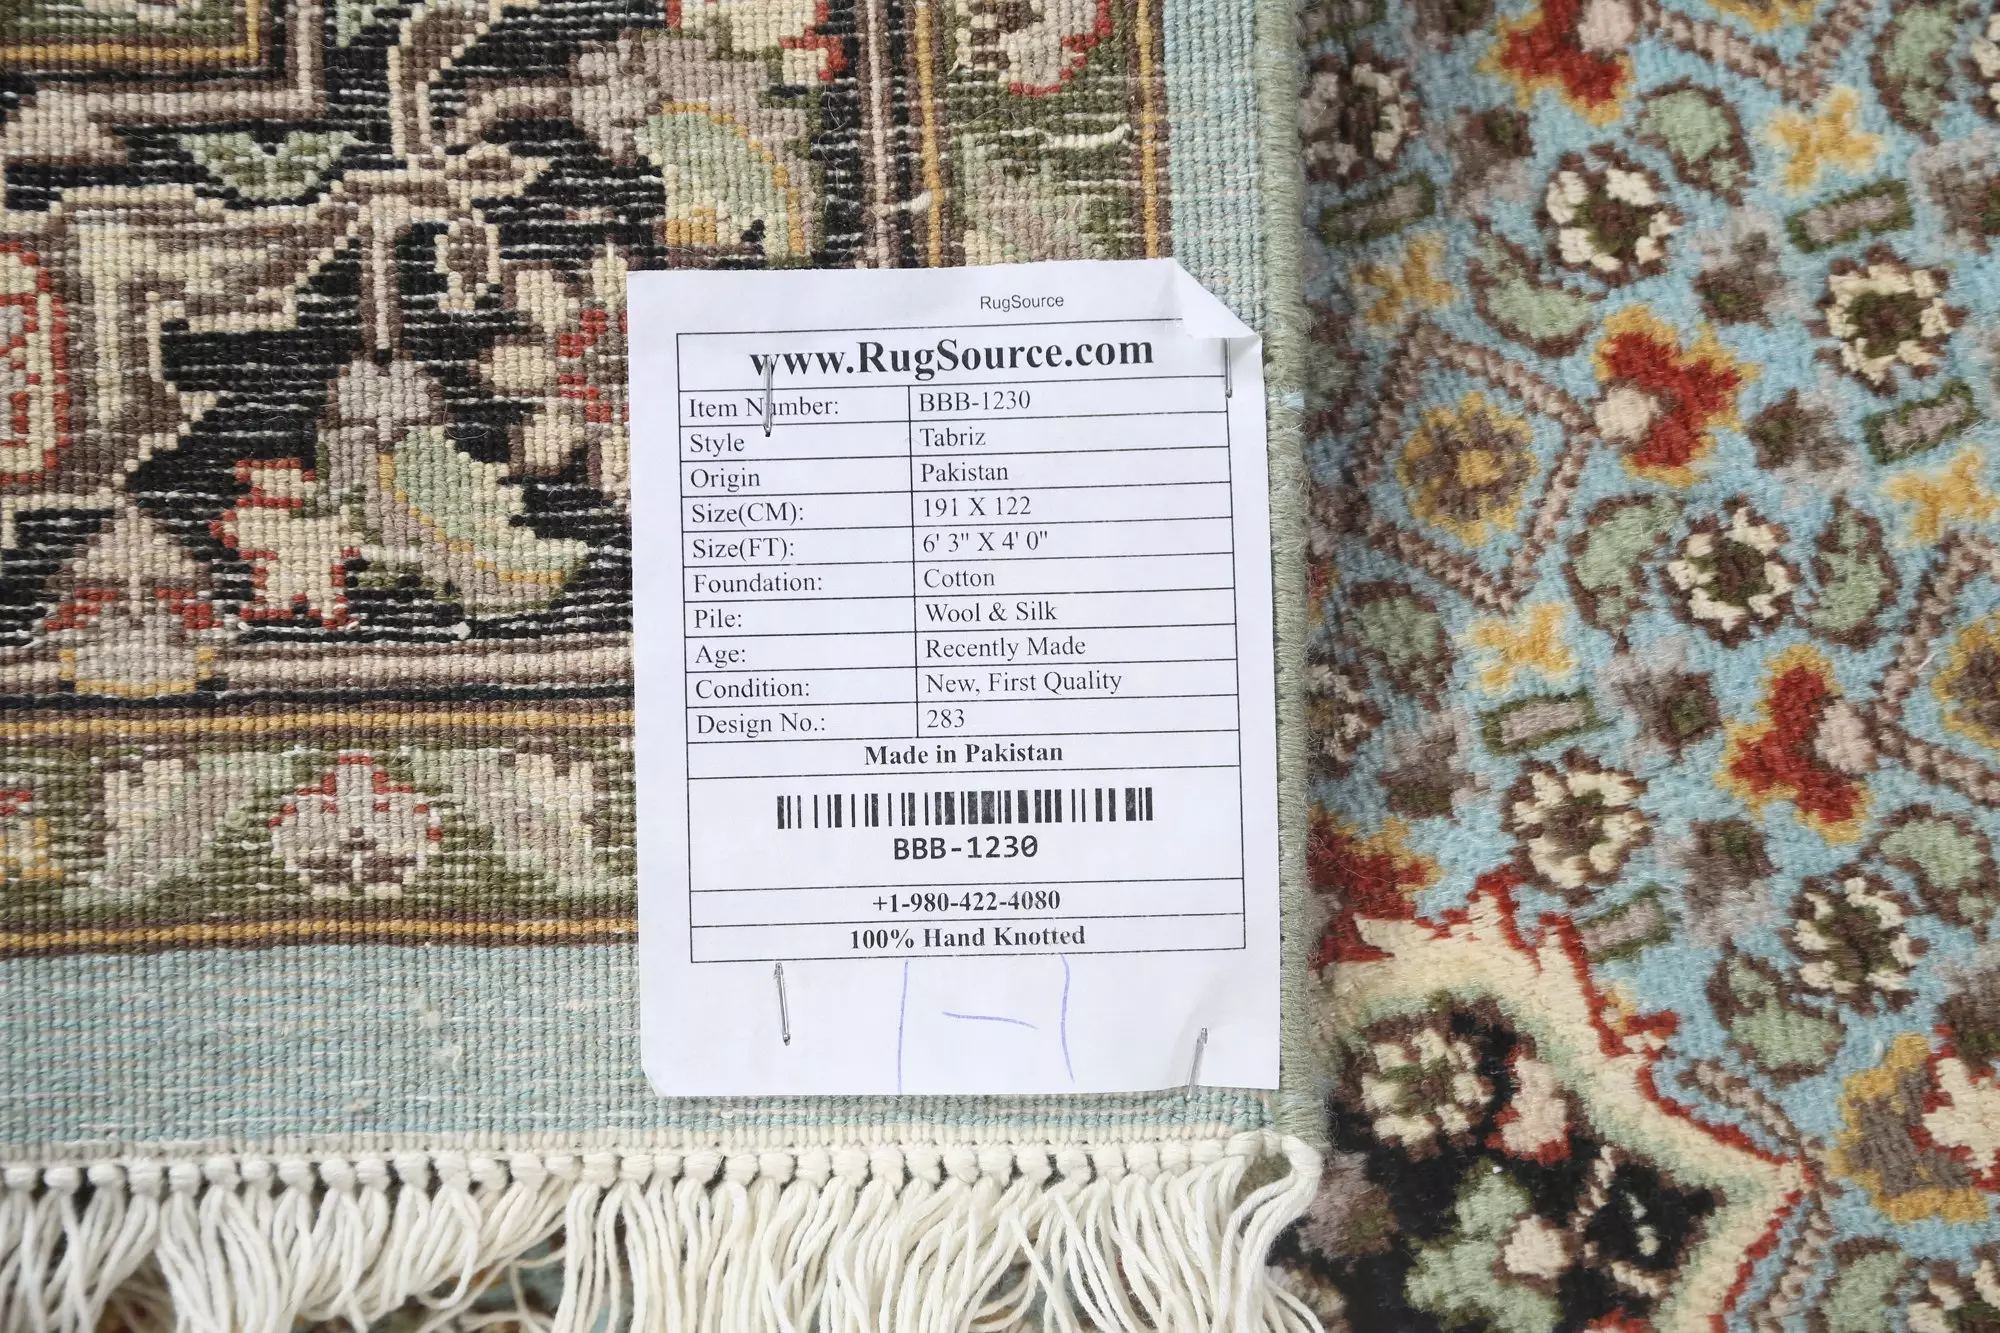 RugSource
www.RugSource.com
Item Number: BBB-1230
Style Tabriz
Origin Pakistan
Size(CM): 191 X 122
Size(FT): 6' 3" X 4' 0"
Foundation: Cotton
Pile: Wool & Silk
Age: Recently Made
Condition: New, First Quality
Design No.: 283
Made in Pakistan
BBB-1230
+1-980-422-4080
100% Hand Knotted
1-1